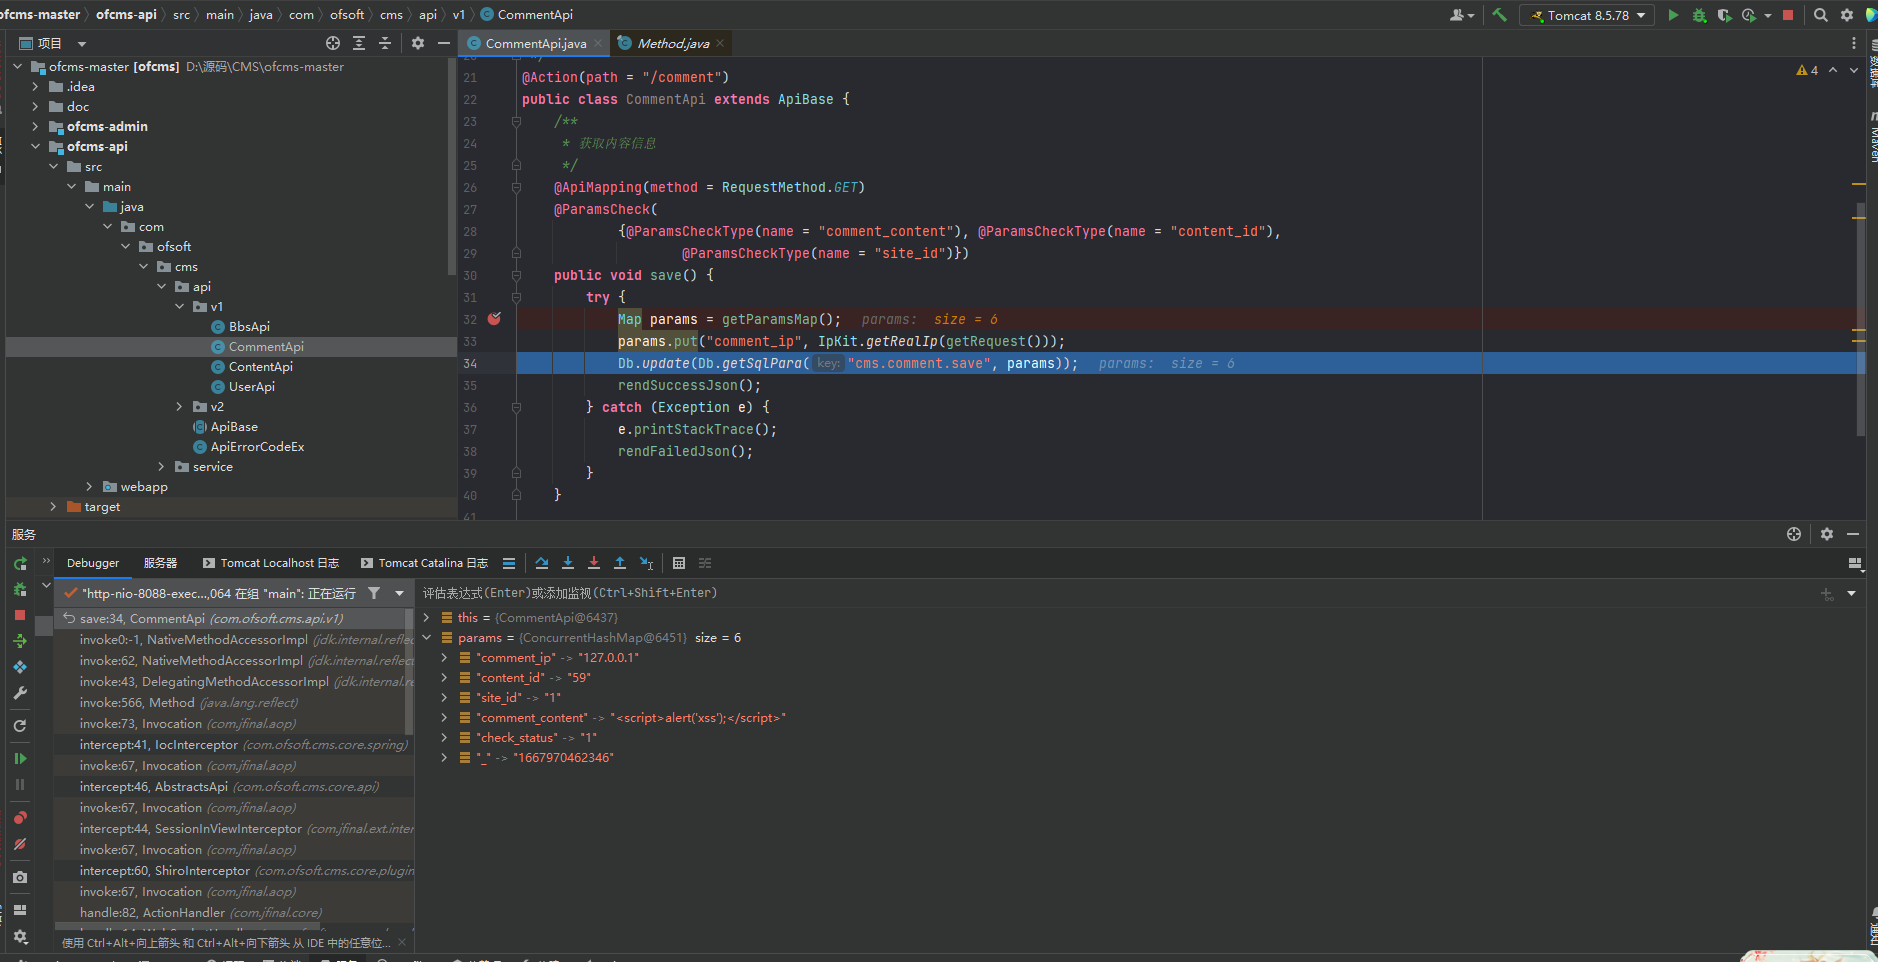 ofcms-master 〉 ofcms-api 〉 src 〉 main 〉 java 〉 com 〉 ofsoft 〉 cms 〉 api 〉 v1 〉 CommentApi
Tomcat 8.5.78
项目
CommentApi.java
Method.java
ofcms-master [ofcms] D:\源码\CMS\ofcms-master
.idea
doc
ofcms-admin
ofcms-api
src
main
java
com
ofsoft
cms
api
v1
BbsApi
CommentApi
ContentApi
UserApi
v2
ApiBase
ApiErrorCodeEx
service
webapp
target
4
21 @Action(path = "/comment")
22 public class CommentApi extends ApiBase {
23 /**
24 * 获取内容信息
25 */
26 @ApiMapping(method = RequestMethod.GET)
27 @ParamsCheck(
28 {@ParamsCheckType(name = "comment_content"), @ParamsCheckType(name = "content_id"),
29 @ParamsCheckType(name = "site_id")})
30 public void save() {
31 try {
32 Map params = getParamsMap(); params: size = 6
33 params.put("comment_ip", IpKit.getRealIp(getRequest()));
34 Db.update(Db.getSqlPara( key: "cms.comment.save", params)); params: size = 6
35 rendSuccessJson();
36 } catch (Exception e) {
37 e.printStackTrace();
38 rendFailedJson();
39 }
40 }
41
Maven
服务
Debugger
服务器
Tomcat Localhost 日志
Tomcat Catalina 日志
"http-nio-8088-exec...,064 在组 "main": 正在运行
save:34, CommentApi (com.ofsoft.cms.api.v1)
invoke0:-1, NativeMethodAccessorImpl (jdk.internal.reflec
invoke:62, NativeMethodAccessorImpl (jdk.internal.reflect
invoke:43, DelegatingMethodAccessorImpl (jdk.internal.re
invoke:566, Method (java.lang.reflect)
invoke:73, Invocation (com.jfinal.aop)
intercept:41, IocInterceptor (com.ofsoft.cms.core.spring)
invoke:67, Invocation (com.jfinal.aop)
intercept:46, AbstractsApi (com.ofsoft.cms.core.api)
invoke:67, Invocation (com.jfinal.aop)
intercept:44, SessionInViewInterceptor (com.jfinal.ext.inter
invoke:67, Invocation (com.jfinal.aop)
intercept:60, ShiroInterceptor (com.ofsoft.cms.core.plugin
invoke:67, Invocation (com.jfinal.aop)
handle:82, ActionHandler (com.jfinal.core)
使用 Ctrl+Alt+向上箭头 和 Ctrl+Alt+向下箭头 从 IDE 中的任意位...
评估表达式(Enter)或添加监视(Ctrl+Shift+Enter)
this = {CommentApi@6437}
params = {ConcurrentHashMap@6451} size = 6
"comment_ip" -> "127.0.0.1"
"content_id" -> "59"
"site_id" -> "1"
"comment_content" -> "<script>alert('xss');</script>"
"check_status" -> "1"
"_" -> "1667970462346"